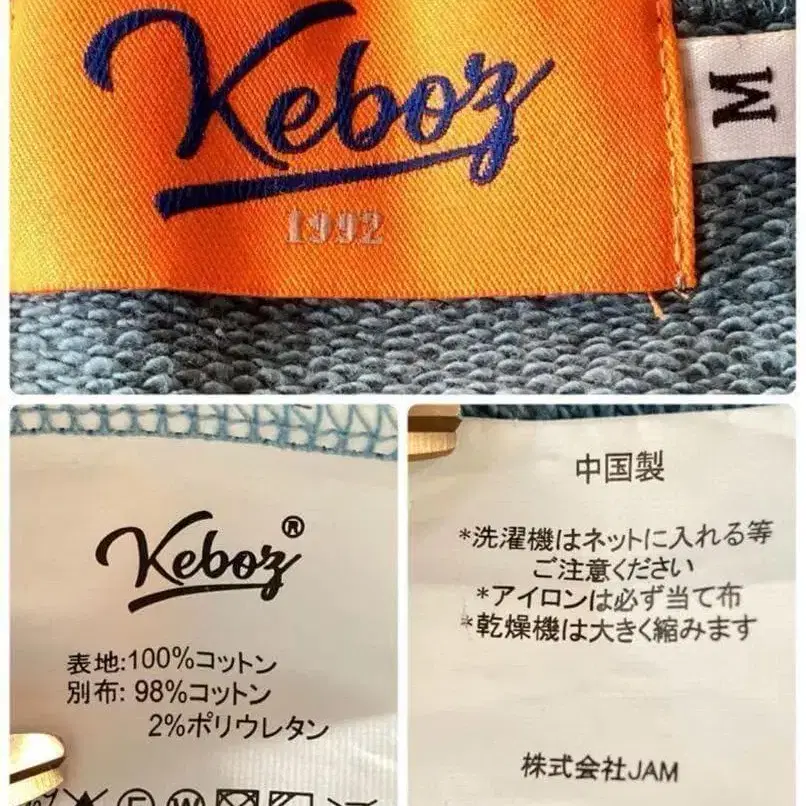 Keboz
1992
M
Keboz®
表地:100%コットン
別布: 98%コットン
2%ポリウレタン
中国製
*洗濯機はネットに入れる等
ご注意ください
*アイロンは必ず当て布
*乾燥機は大きく縮みます
株式会社JAM